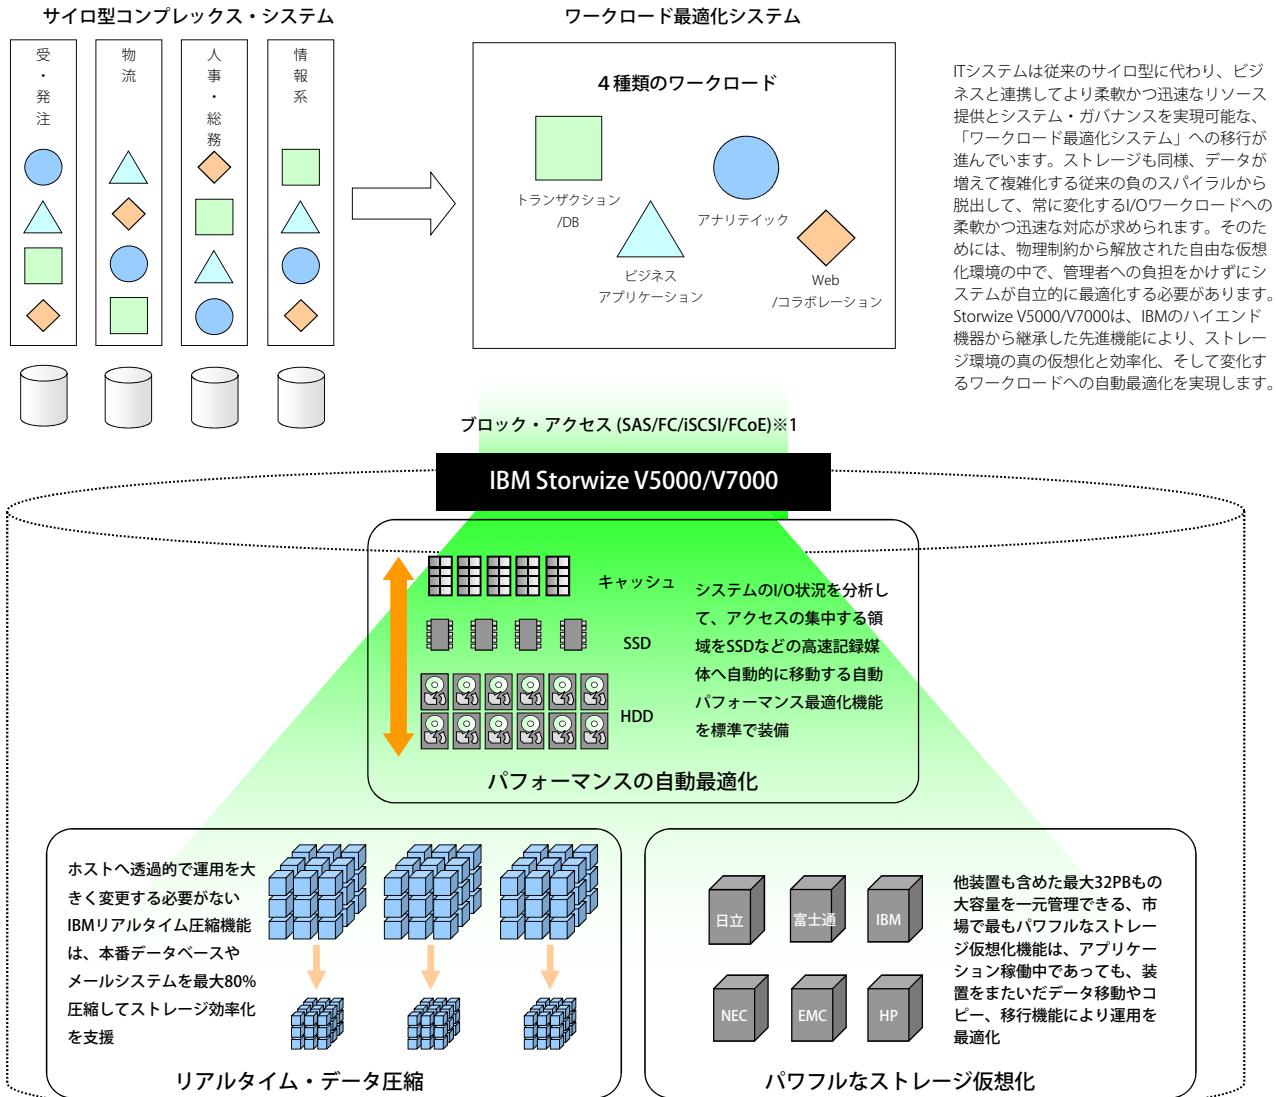 サイロ型コンプレックス・システム
受・発注
物流
人事・総務
情報系
ワークロード最適化システム
４種類のワークロード
トランザクション
/DB
アナリテイック
ビジネス
アプリケーション
Web
/コラボレーション
ITシステムは従来のサイロ型に代わり、ビジ
ネスと連携してより柔軟かつ迅速なリソース
提供とシステム・ガバナンスを実現可能な、
「ワークロード最適化システム」への移行が
進んでいます。ストレージも同様、データが
増えて複雑化する従来の負のスパイラルから
脱出して、常に変化するI/Oワークロードへの
柔軟かつ迅速な対応が求められます。そのた
めには、物理制約から解放された自由な仮想
化環境の中で、管理者への負担をかけずにシ
ステムが自立的に最適化する必要があります。
Storwize V5000/V7000は、IBMのハイエンド
機器から継承した先進機能により、ストレー
ジ環境の真の仮想化と効率化、そして変化す
るワークロードへの自動最適化を実現します。
ブロック・アクセス (SAS/FC/iSCSI/FCoE)※1
IBM Storwize V5000/V7000
キャッシュ
SSD
HDD
システムのI/O状況を分析し
て、アクセスの集中する領
域をSSDなどの高速記録媒
体へ自動的に移動する自動
パフォーマンス最適化機能
を標準で装備
パフォーマンスの自動最適化
ホストへ透過的で運用を大
きく変更する必要がない
IBMリアルタイム圧縮機能
は、本番データベースや
メールシステムを最大80%
圧縮してストレージ効率化
を支援
リアルタイム・データ圧縮
日立
富士通
IBM
NEC
EMC
HP
他装置も含めた最大32PBもの
大容量を一元管理できる、市
場で最もパワフルなストレー
ジ仮想化機能は、アプリケー
ション稼働中であっても、装
置をまたいだデータ移動やコ
ピー、移行機能により運用を
最適化
パワフルなストレージ仮想化